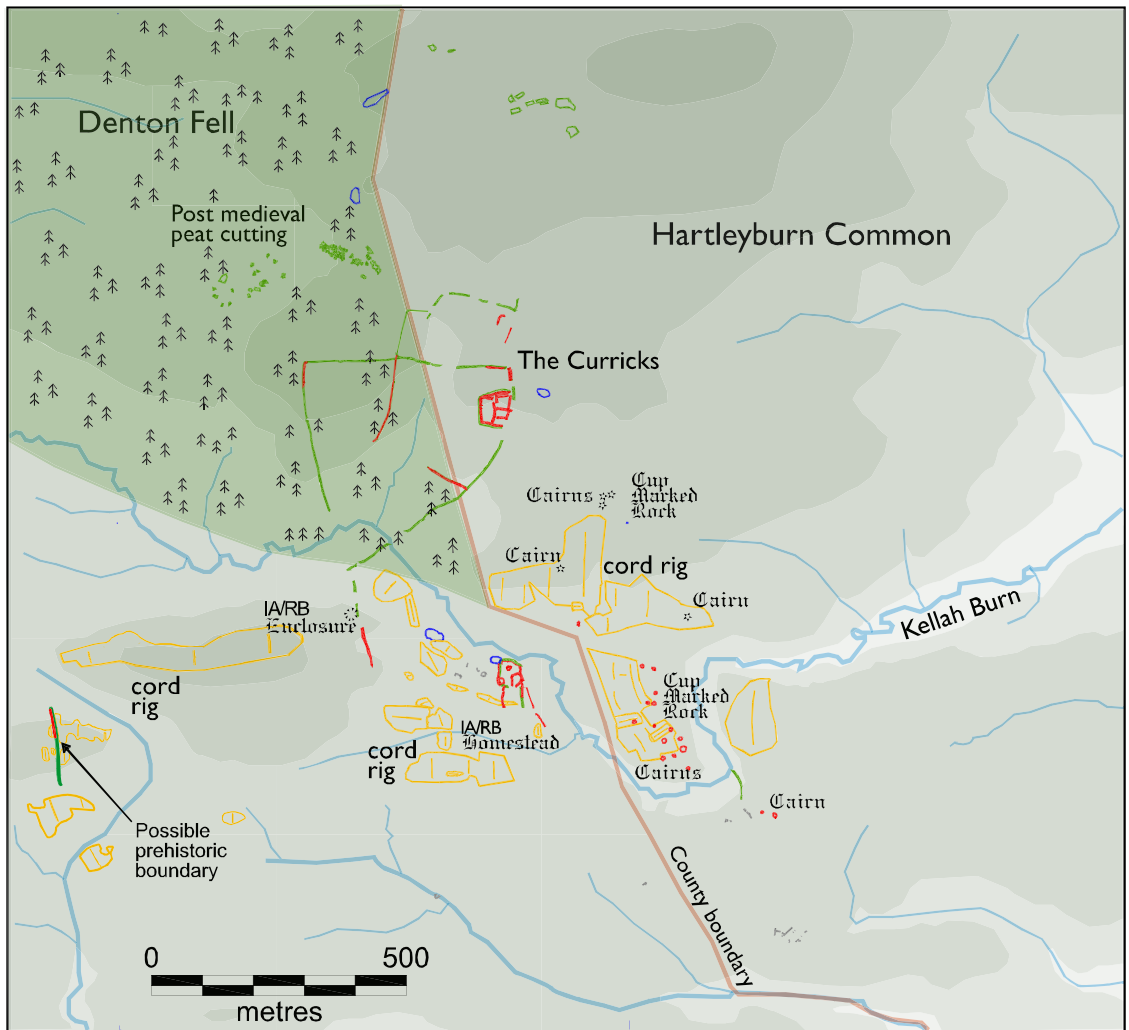 Denton Fell
Post medieval
peat cutting
Hartleyburn Common
The Curricks
Cairns
Cup
Marked
Rock
Cairn
cord rig
Cairn
Kellah Burn
IA/RB
Enclosure
cord
rig
Cup
Marked
Rock
IA/RB
Homestead
cord
rig
Cairns
Cairn
Possible
prehistoric
boundary
County boundary
0 500
metres